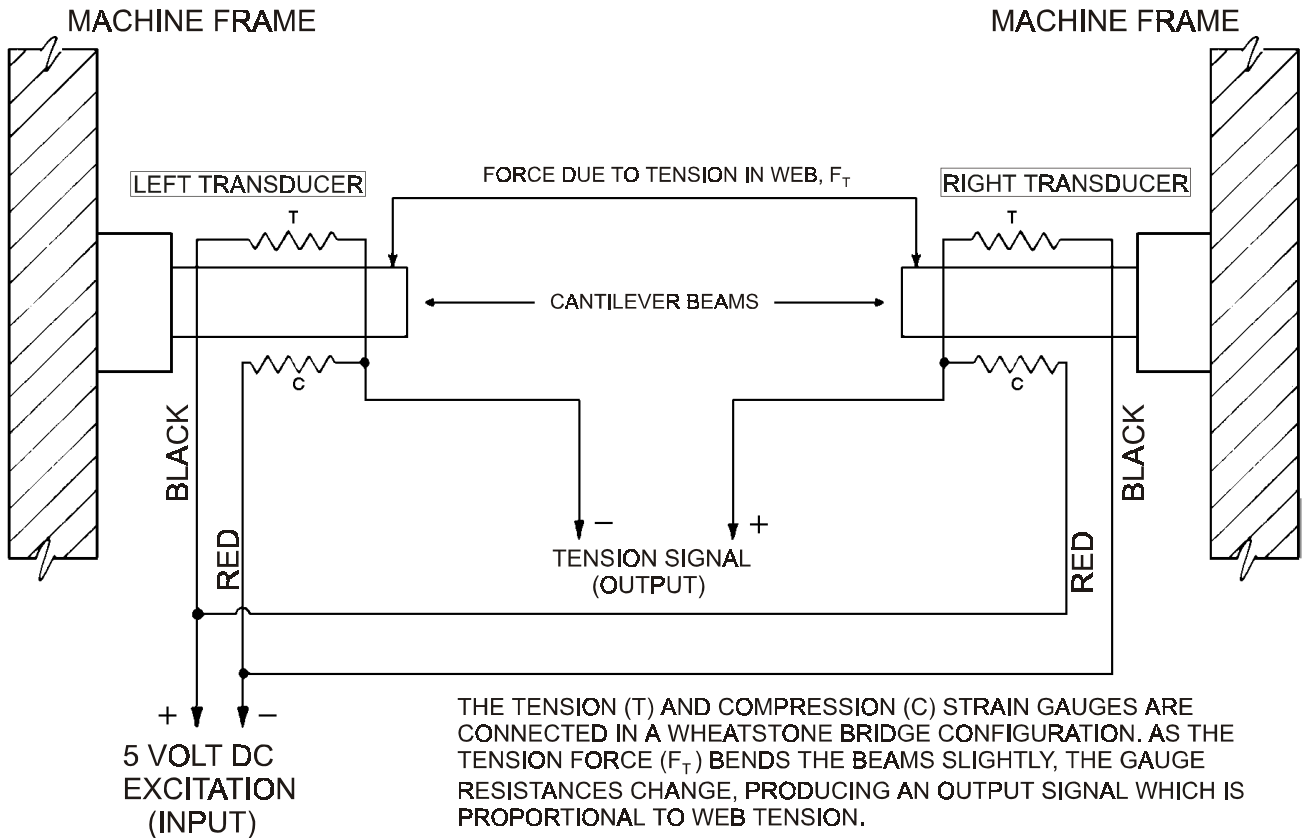 MACHINE FRAME
MACHINE FRAME
LEFT TRANSDUCER
FORCE DUE TO TENSION IN WEB, F_T
RIGHT TRANSDUCER
T
T
CANTILEVER BEAMS
C
C
BLACK
BLACK
RED
RED
−
+
TENSION SIGNAL
(OUTPUT)
+
−
5 VOLT DC
EXCITATION
(INPUT)
THE TENSION (T) AND COMPRESSION (C) STRAIN GAUGES ARE
CONNECTED IN A WHEATSTONE BRIDGE CONFIGURATION. AS THE
TENSION FORCE (F_T) BENDS THE BEAMS SLIGHTLY, THE GAUGE
RESISTANCES CHANGE, PRODUCING AN OUTPUT SIGNAL WHICH IS
PROPORTIONAL TO WEB TENSION.